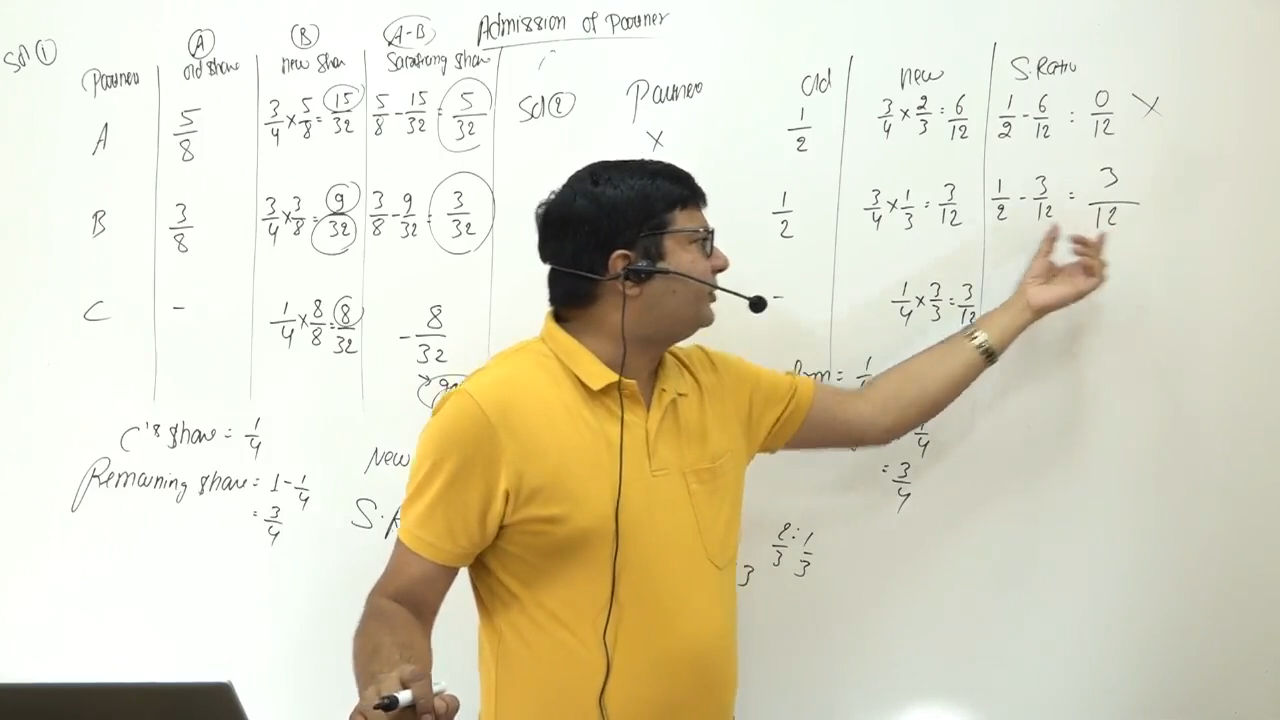 Admission of Partner
Sol ①
Partners
Ⓐ
old share
Ⓑ
new share
(A-B)
Sacrificing share
A
5/8
3/4 × 5/8 = 15/32
5/8 - 15/32 = 5/32
B
3/8
3/4 × 3/8 = 9/32
3/8 - 9/32 = 3/32
C
-
1/4 × 8/8 = 8/32
- 8/32
C's share = 1/4
Remaining share = 1 - 1/4
= 3/4
New
S.
Sol ②
Partners
old
new
S. Ratio
X
1/2
3/4 × 2/3 = 6/12
1/2 - 6/12 : 0/12 X
1/2
3/4 × 1/3 = 3/12
1/2 - 3/12 = 3/12
-
1/4 × 3/3 = 3/12
1/4
= 3/4
: 3
2/3 : 1/3